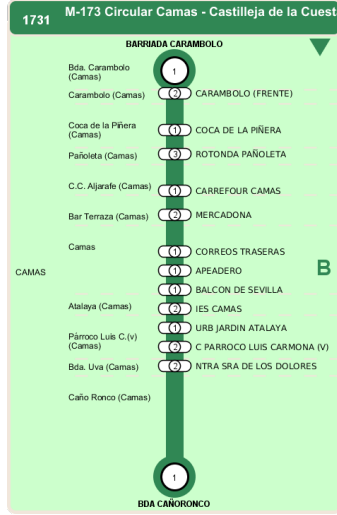 1731
M-173 Circular Camas - Castilleja de la Cuest
BARRIADA CARAMBOLO
Bda. Carambolo
(Camas)
1
Carambolo (Camas)
2
CARAMBOLO (FRENTE)
Coca de la Piñera
(Camas)
1
COCA DE LA PIÑERA
Pañoleta (Camas)
3
ROTONDA PAÑOLETA
C.C. Aljarafe (Camas)
1
CARREFOUR CAMAS
Bar Terraza (Camas)
2
MERCADONA
Camas
1
CORREOS TRASERAS
CAMAS
1
APEADERO
B
1
BALCON DE SEVILLA
Atalaya (Camas)
2
IES CAMAS
1
URB JARDIN ATALAYA
Párroco Luis C.(v)
(Camas)
2
C PARROCO LUIS CARMONA (V)
Bda. Uva (Camas)
2
NTRA SRA DE LOS DOLORES
Caño Ronco (Camas)
1
BDA CAÑORONCO